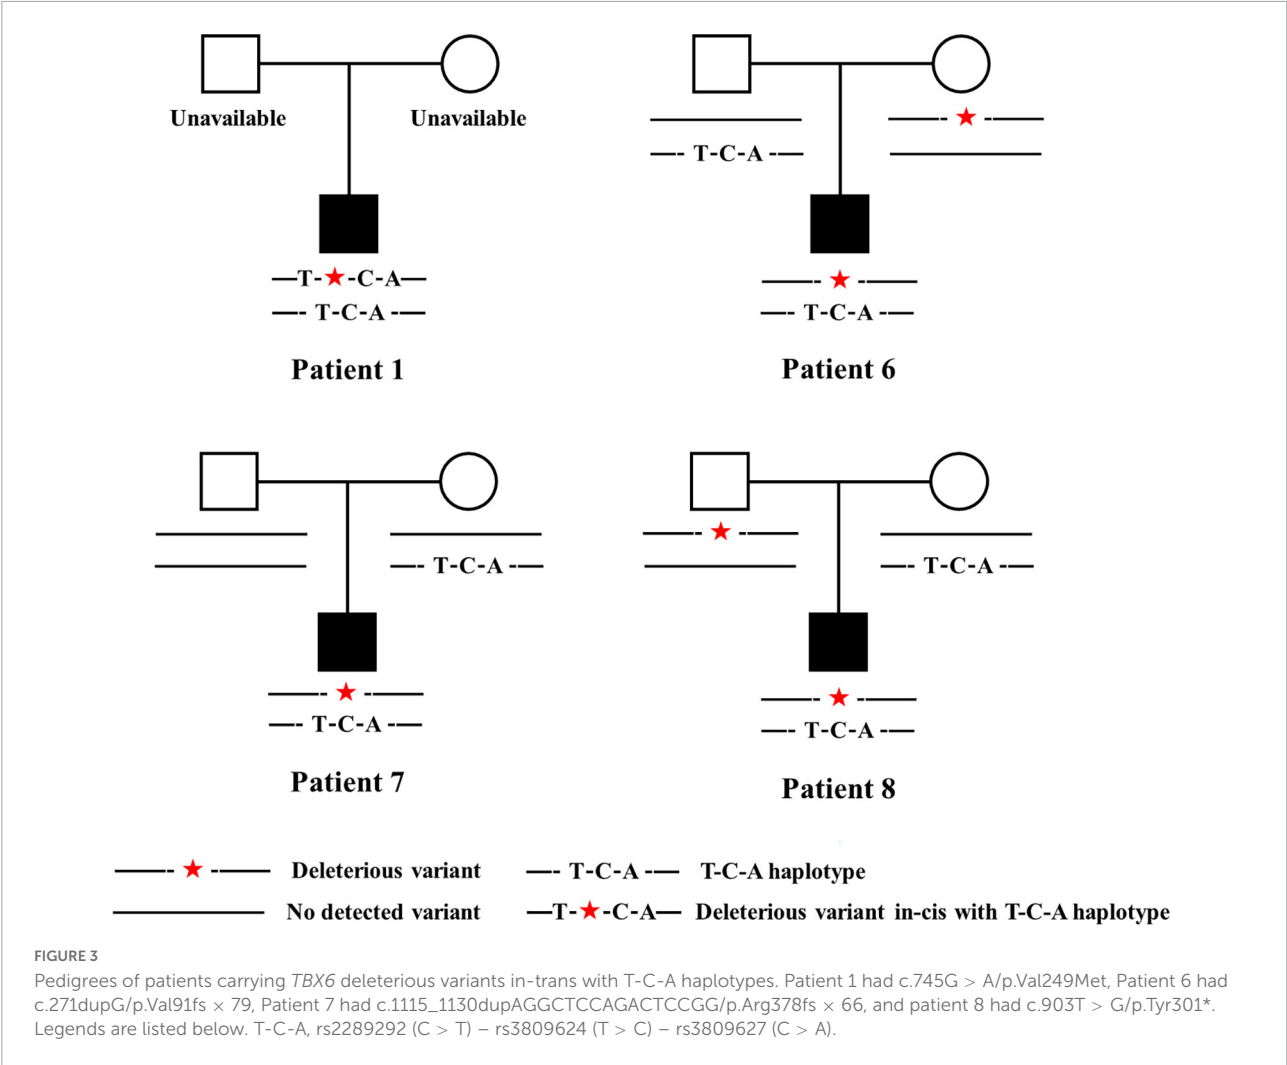 Unavailable Unavailable
T-C-A
T-★-C-A
T-C-A
T-C-A
Patient 1 Patient 6
T-C-A T-C-A
T-C-A
T-C-A
Patient 7
Patient 8
Deleterious variant T-C-A T-C-A haplotype
No detected variant T-★-C-A Deleterious variant in-cis with T-C-A haplotype
FIGURE 3
Pedigrees of patients carrying TBX6 deleterious variants in-trans with T-C-A haplotypes. Patient 1 had c.745G > A/p.Val249Met, Patient 6 had
c.271dupG/p.Val91fs × 79, Patient 7 had c.1115_1130dupAGGCTCCAGACTCCGG/p.Arg378fs × 66, and patient 8 had c.903T > G/p.Tyr301*.
Legends are listed below. T-C-A, rs2289292 (C > T) – rs3809624 (T > C) – rs3809627 (C > A).